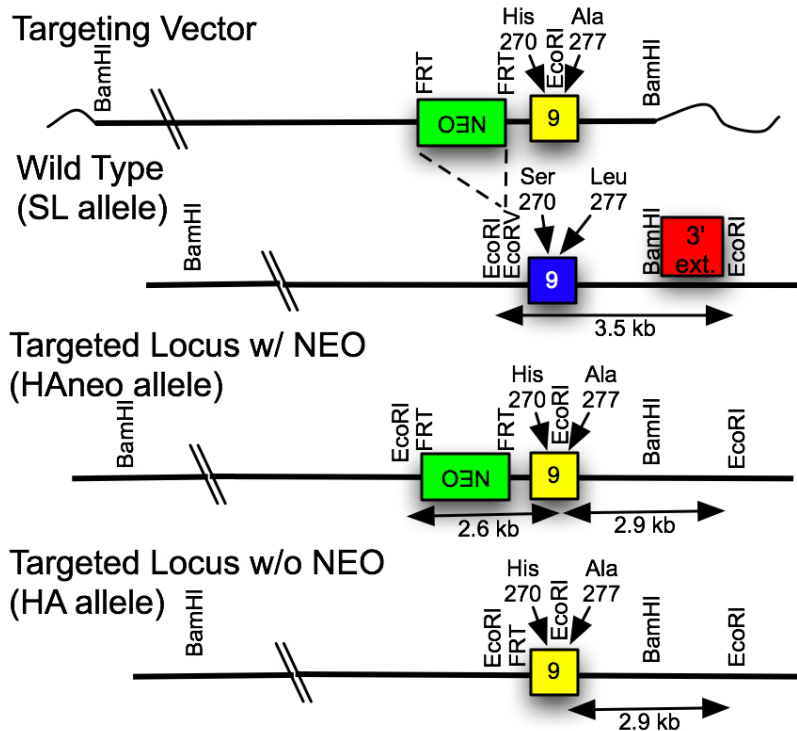 Targeting Vector
BamHI
FRT
NEO
FRT
His
270
EcoRI
Ala
277
9
BamHI
Wild Type
(SL allele)
BamHI
EcoRI
EcoRV
Ser
270
Leu
277
9
BamHI
3'
ext.
EcoRI
3.5 kb
Targeted Locus w/ NEO
(HAneo allele)
BamHI
EcoRI
FRT
NEO
FRT
His
270
EcoRI
Ala
277
9
BamHI
EcoRI
2.6 kb
2.9 kb
Targeted Locus w/o NEO
(HA allele)
BamHI
EcoRI
FRT
His
270
EcoRI
Ala
277
9
BamHI
EcoRI
2.9 kb